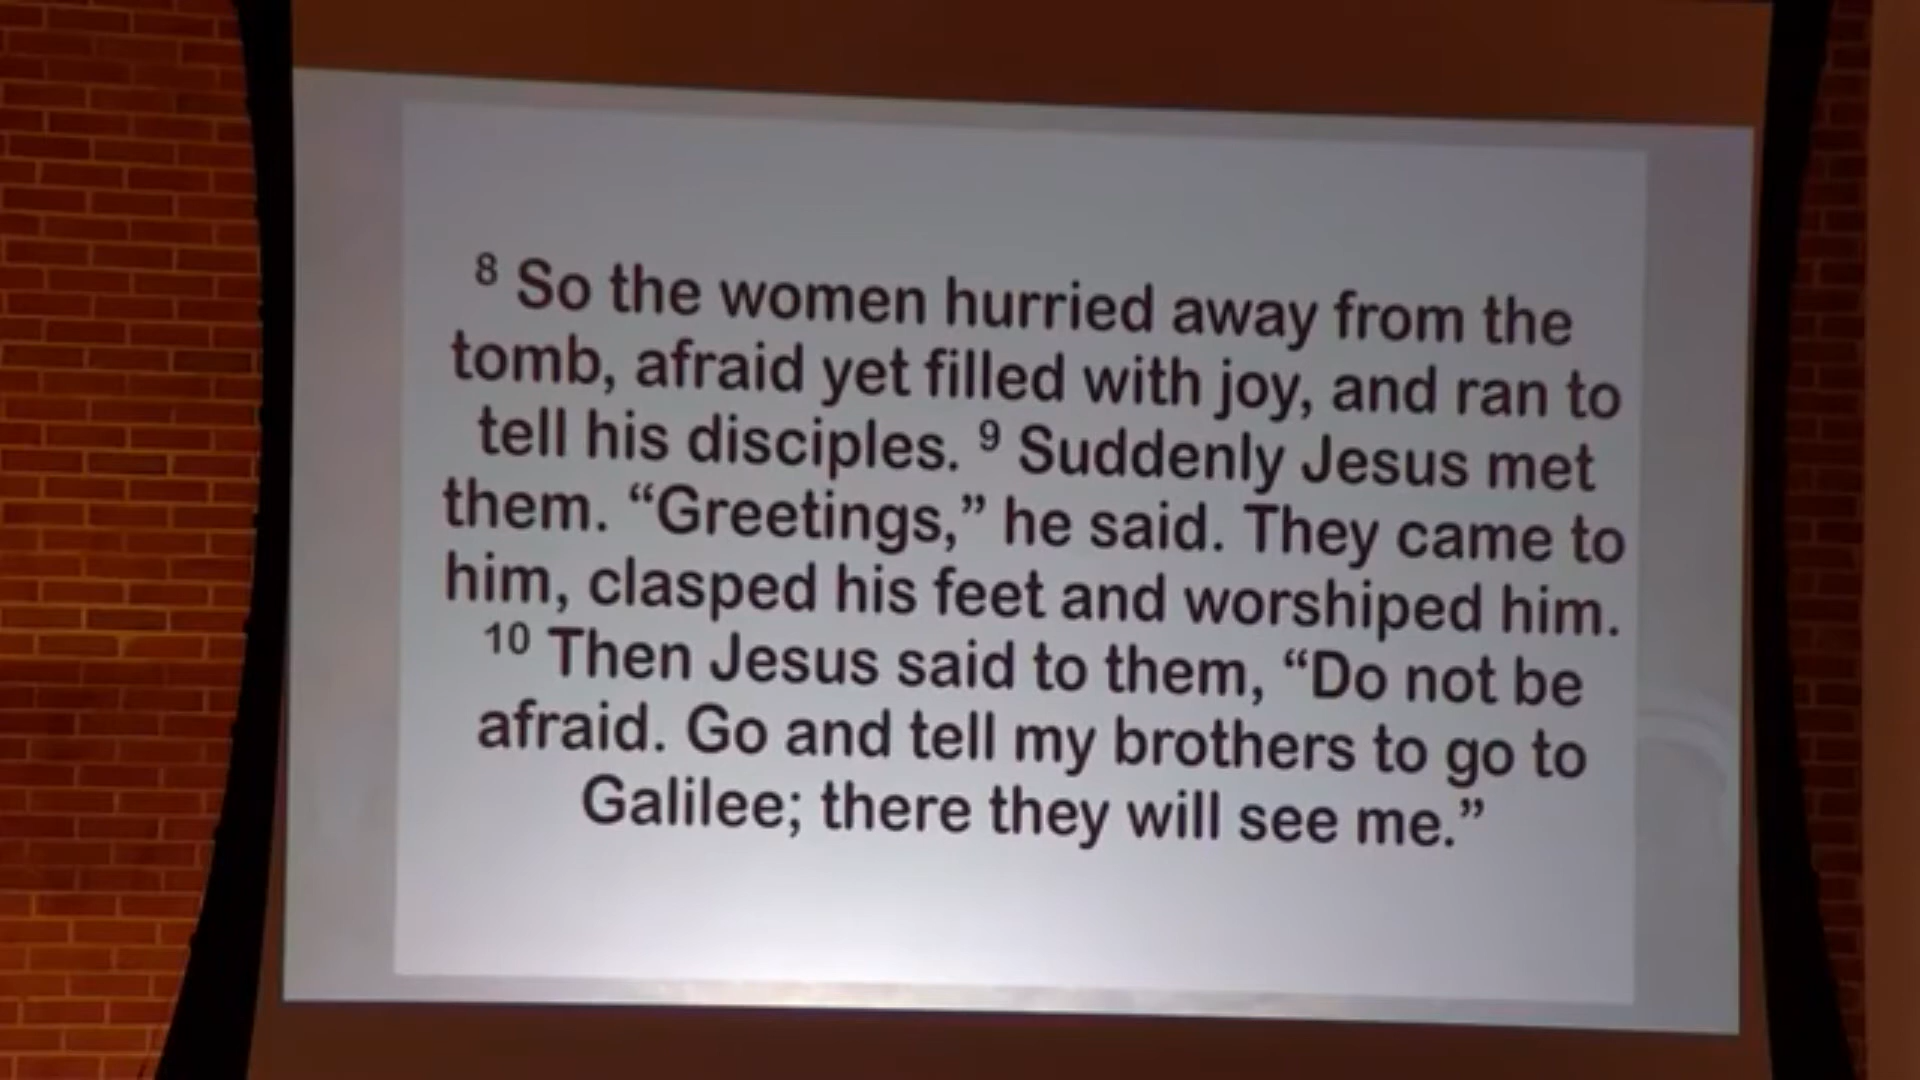 8 So the women hurried away from the
tomb, afraid yet filled with joy, and ran to
tell his disciples. 9 Suddenly Jesus met
them. “Greetings,” he said. They came to
him, clasped his feet and worshiped him.
10 Then Jesus said to them, “Do not be
afraid. Go and tell my brothers to go to
Galilee; there they will see me.”